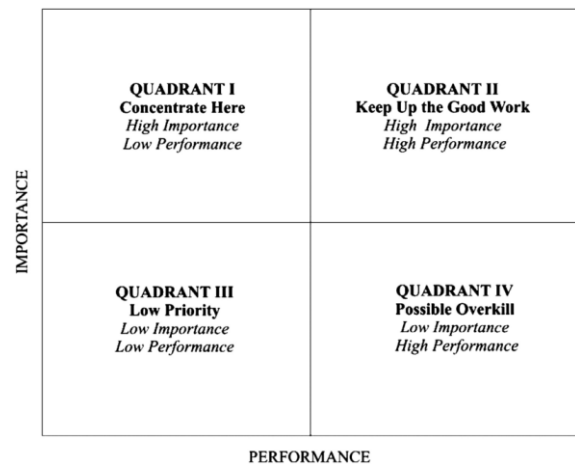 QUADRANT I
Concentrate Here
High Importance
Low Performance
QUADRANT II
Keep Up the Good Work
High Importance
High Performance
IMPORTANCE
QUADRANT III
Low Priority
Low Importance
Low Performance
QUADRANT IV
Possible Overkill
Low Importance
High Performance
PERFORMANCE